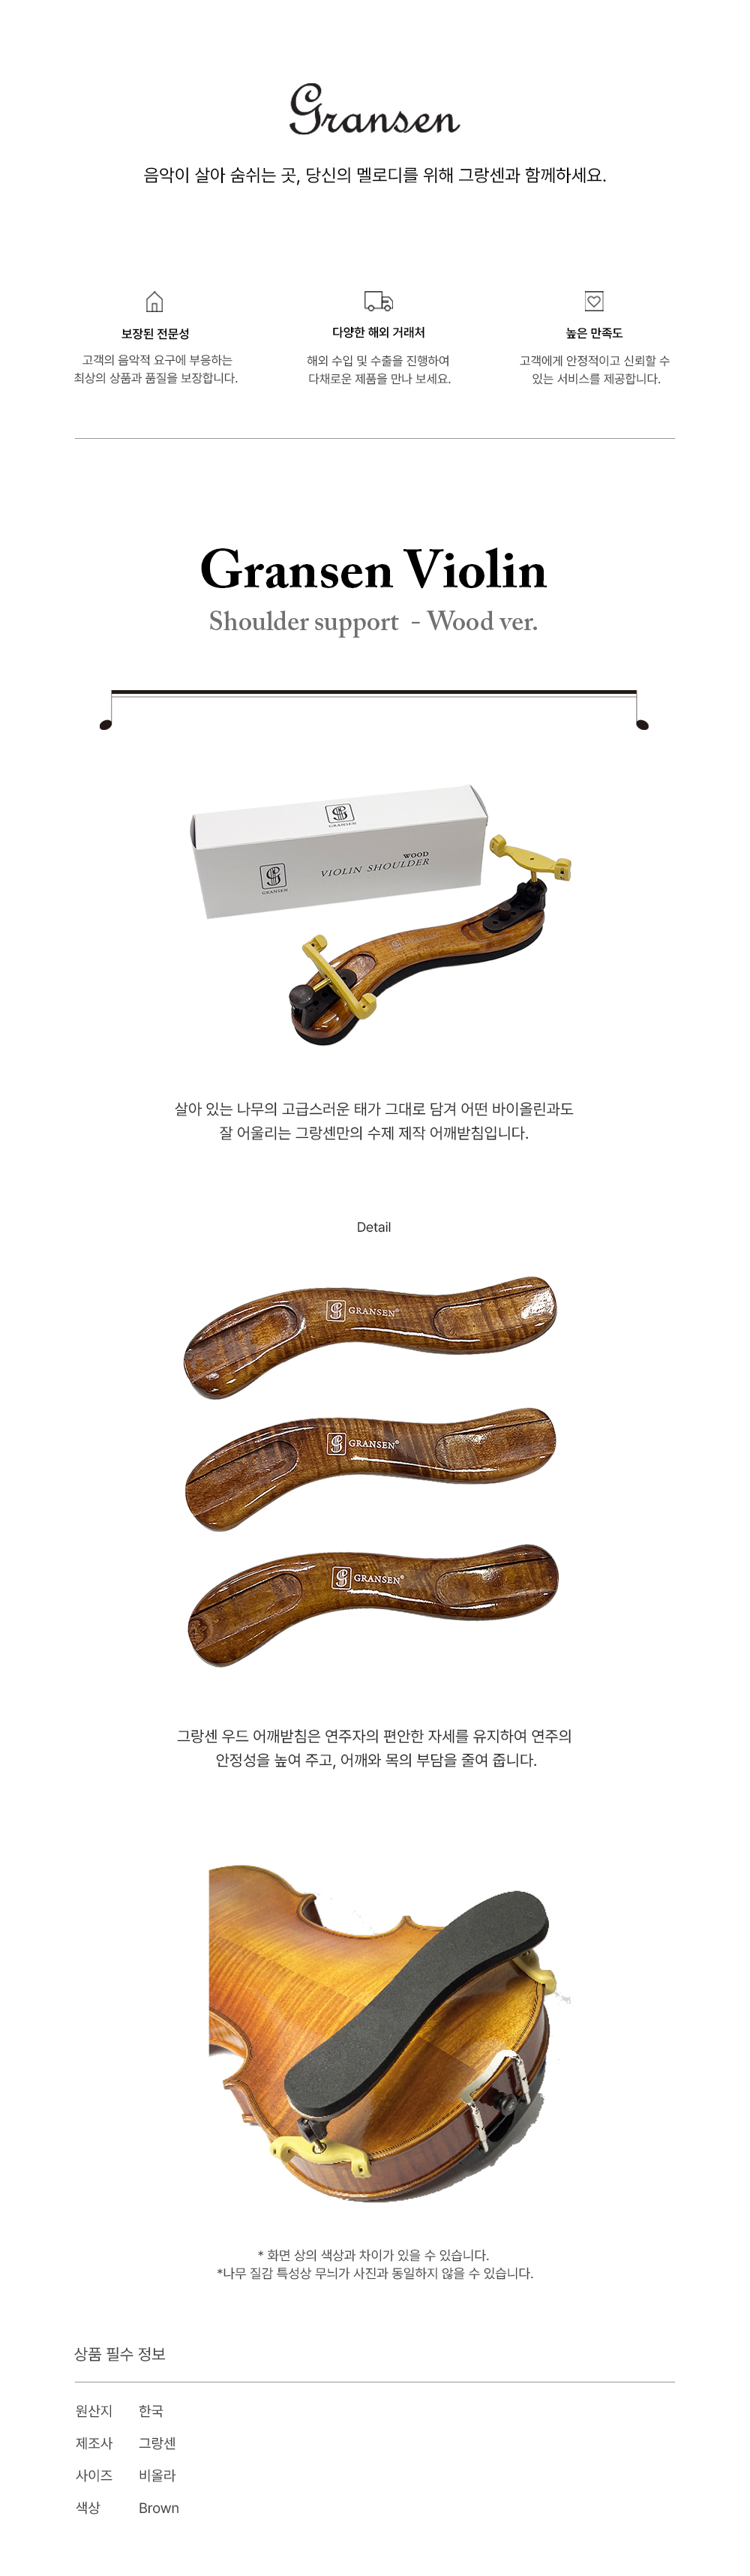 Gransen
음악이 살아 숨쉬는 곳, 당신의 멜로디를 위해 그랑센과 함께하세요.
보장된 전문성
고객의 음악적 요구에 부응하는
최상의 상품과 품질을 보장합니다.
다양한 해외 거래처
해외 수입 및 수출을 진행하여
다채로운 제품을 만나 보세요.
높은 만족도
고객에게 안정적이고 신뢰할 수
있는 서비스를 제공합니다.
Gransen Violin
Shoulder support - Wood ver.
GRANSEN
GRANSEN
WOOD
VIOLIN SHOULDER
살아 있는 나무의 고급스러운 태가 그대로 담겨 어떤 바이올린과도
잘 어울리는 그랑센만의 수제 제작 어깨받침입니다.
Detail
GRANSEN®
GRANSEN®
GRANSEN®
그랑센 우드 어깨받침은 연주자의 편안한 자세를 유지하여 연주의
안정성을 높여 주고, 어깨와 목의 부담을 줄여 줍니다.
* 화면 상의 색상과 차이가 있을 수 있습니다.
*나무 질감 특성상 무늬가 사진과 동일하지 않을 수 있습니다.
상품 필수 정보
원산지 한국
제조사 그랑센
사이즈 비올라
색상 Brown